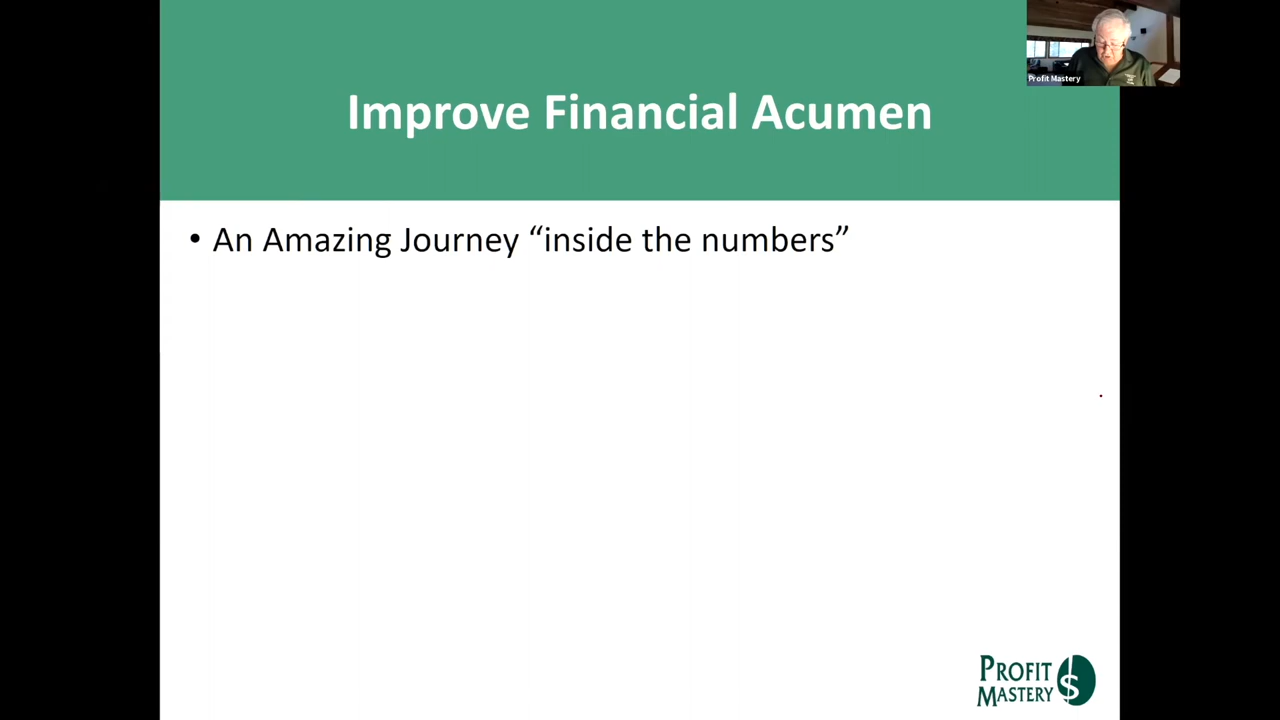 Profit Mastery
Improve Financial Acumen
• An Amazing Journey “inside the numbers”
PROFIT
MASTERY